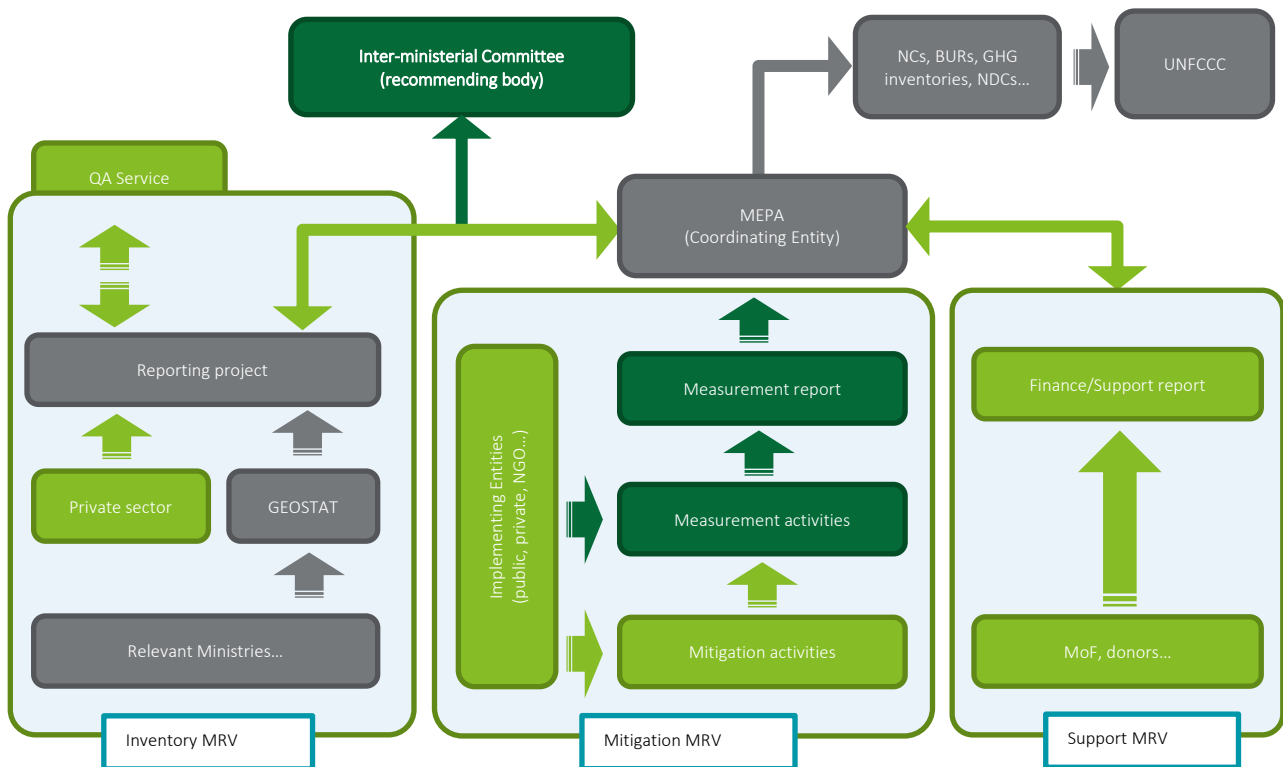 Inter-ministerial Committee
(recommending body)
NCs, BURs, GHG
inventories, NDCs...
UNFCCC
QA Service
MEPA
(Coordinating Entity)
Reporting project
Private sector
GEOSTAT
Relevant Ministries...
Inventory MRV
Implementing Entities
(public, private, NGO...)
Measurement report
Measurement activities
Mitigation activities
Mitigation MRV
Finance/Support report
MoF, donors...
Support MRV